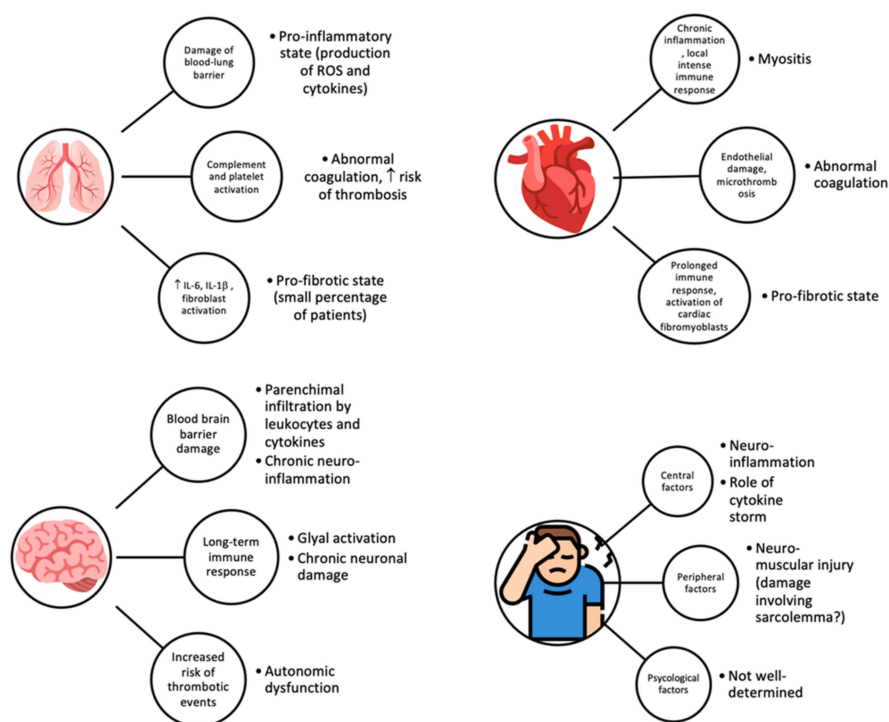 Damage of
blood-lung
barrier
• Pro-inflammatory
state (production
of ROS and
cytokines)
Complement
and platelet
activation
• Abnormal
coagulation, ↑ risk
of thrombosis
↑ IL-6, IL-1β ,
fibroblast
activation
• Pro-fibrotic state
(small percentage
of patients)
Chronic
inflammation
, local
intense
immune
response
• Myositis
Endothelial
damage,
microthromb
osis
• Abnormal
coagulation
Prolonged
immune
response,
activation of
cardiac
fibromyoblasts
• Pro-fibrotic state
Blood brain
barrier
damage
• Parenchimal
infiltration by
leukocytes and
cytokines
• Chronic neuro-
inflammation
Long-term
immune
response
• Glyal activation
• Chronic neuronal
damage
Increased
risk of
thrombotic
events
• Autonomic
dysfunction
Central
factors
• Neuro-
inflammation
• Role of
cytokine
storm
Peripheral
factors
• Neuro-
muscular injury
(damage
involving
sarcolemma?)
Psycological
factors
• Not well-
determined